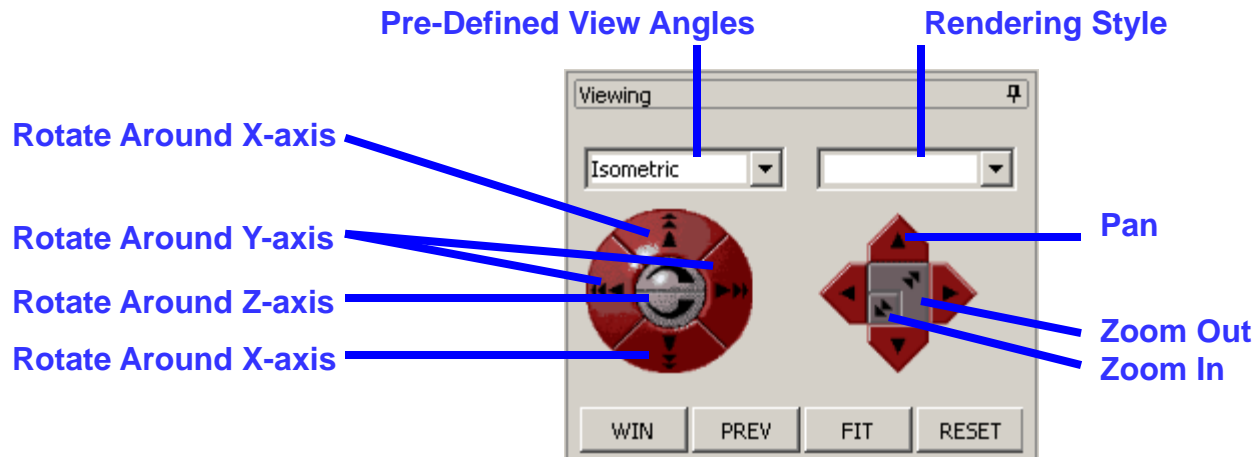 Pre-Defined View Angles
Rendering Style
Viewing
Rotate Around X-axis
Isometric
Rotate Around Y-axis
Pan
Rotate Around Z-axis
Zoom Out
Rotate Around X-axis
Zoom In
WIN
PREV
FIT
RESET